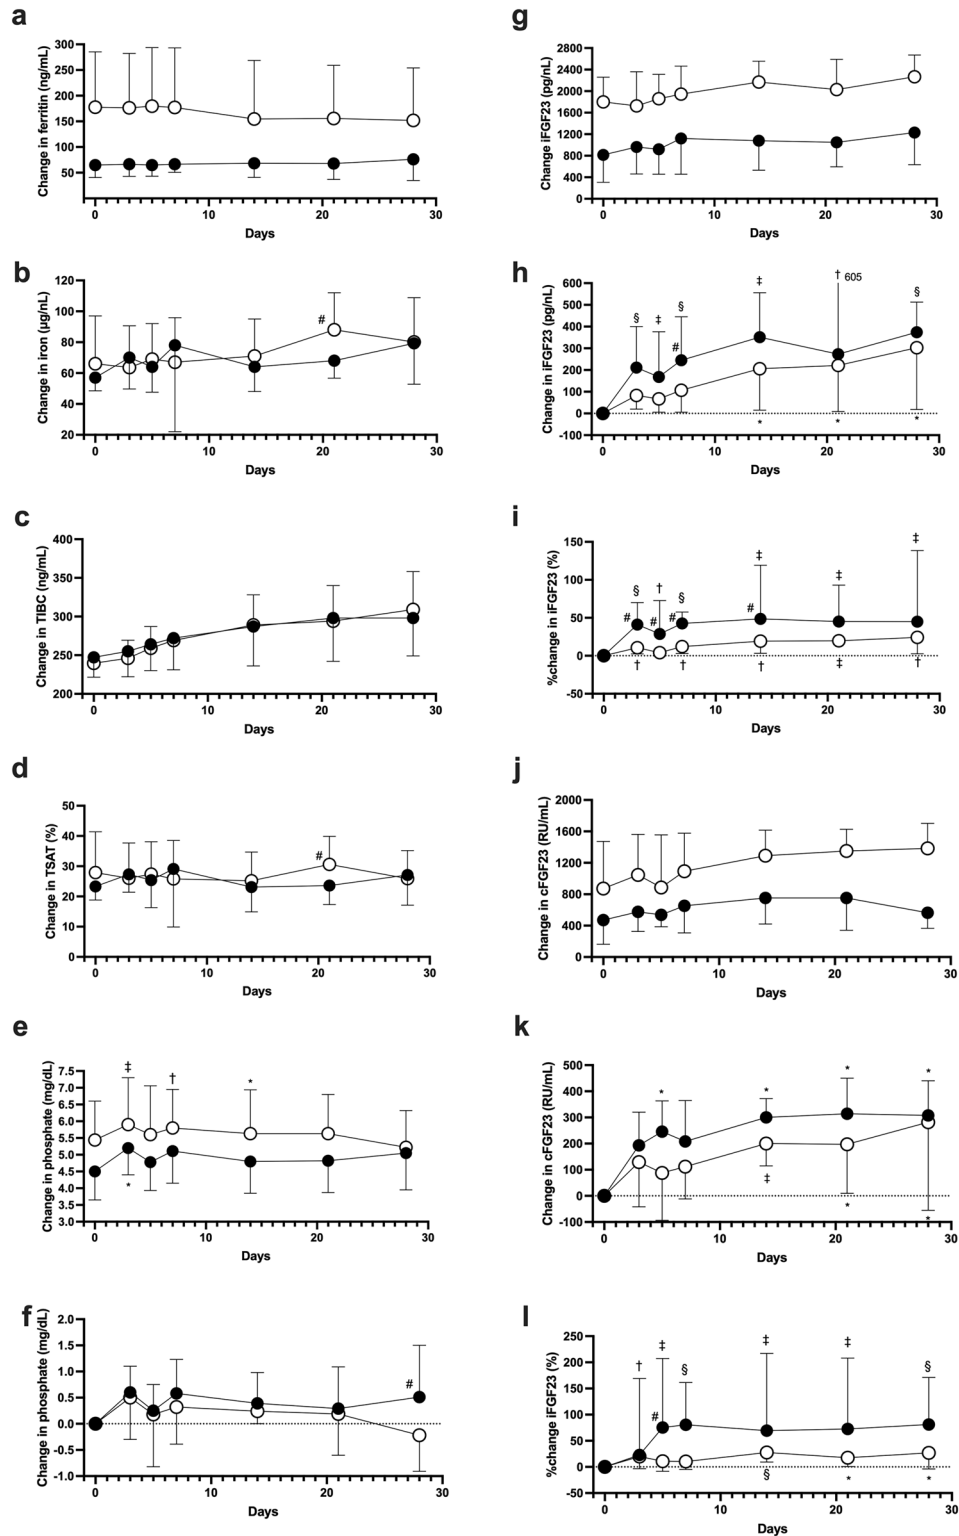 a
Change in ferritin (ng/mL)
300
250
200
150
100
50
0 10 20 30
Days
b
Change in iron (µg/nL)
120
100
80
60
40
20
#
0 10 20 30
Days
c
Change in TIBC (ng/mL)
400
350
300
250
200
0 10 20 30
Days
d
Change in TSAT (%)
50
40
30
20
10
0
#
0 10 20 30
Days
e
Change in phosphate (mg/dL)
7.5
7.0
6.5
6.0
5.5
5.0
4.5
4.0
3.5
3.0
‡ † *
*
0 10 20 30
Days
f
Change in phosphate (mg/dL)
2.0
1.5
1.0
0.5
0.0
-0.5
-1.0
#
0 10 20 30
Days
g
Change iFGF23 (pg/nL)
2800
2400
2000
1600
1200
800
400
0
0 10 20 30
Days
h
Change in iFGF23 (pg/nL)
600
500
400
300
200
100
0
-100
§ ‡ § ‡ † 605 §
#
* * *
0 10 20 30
Days
i
%change in iFGF23 (%)
150
100
50
0
-50
§ † § ‡ ‡ ‡
# # # #
† † † ‡ †
0 10 20 30
Days
j
Change in cFGF23 (RU/mL)
2000
1600
1200
800
400
0
0 10 20 30
Days
k
Change in cFGF23 (RU/mL)
500
400
300
200
100
0
-100
* * * *
‡ * *
0 10 20 30
Days
l
%change iFGF23 (%)
250
200
150
100
50
0
-50
† ‡ § ‡ ‡ §
#
§ * *
0 10 20 30
Days